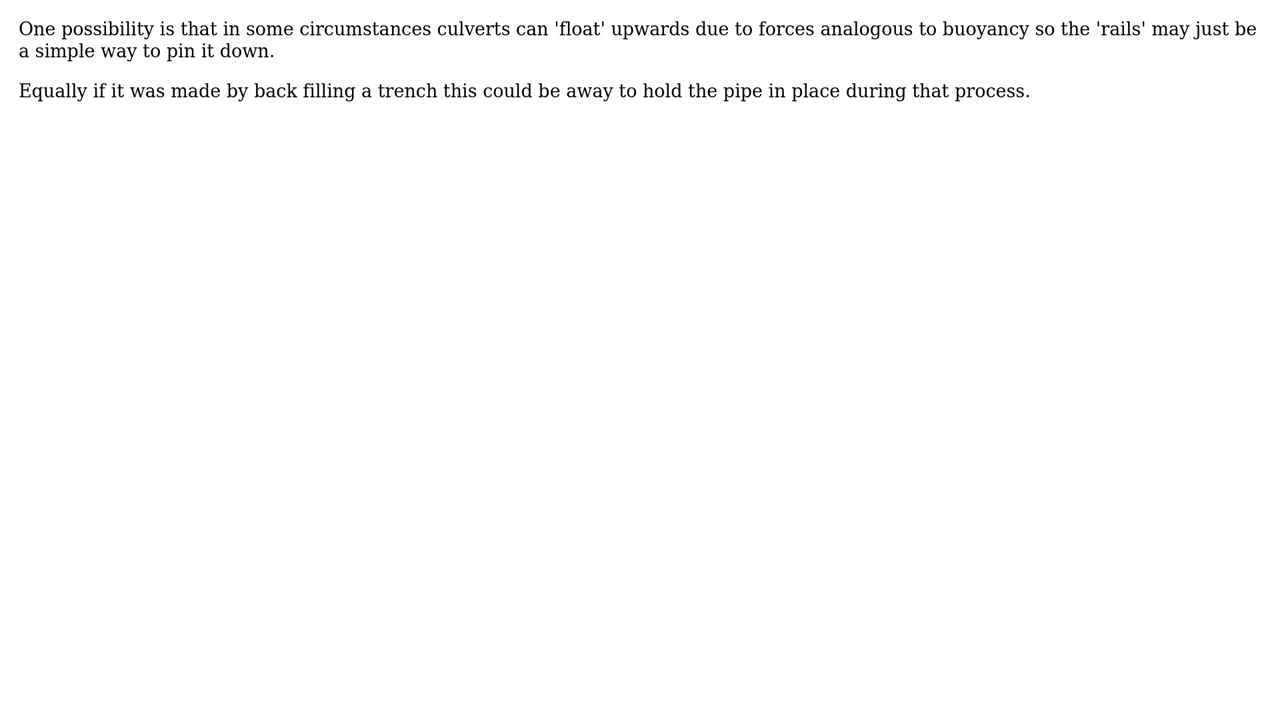 One possibility is that in some circumstances culverts can 'float' upwards due to forces analogous to buoyancy so the 'rails' may just be
a simple way to pin it down.
Equally if it was made by back filling a trench this could be away to hold the pipe in place during that process.